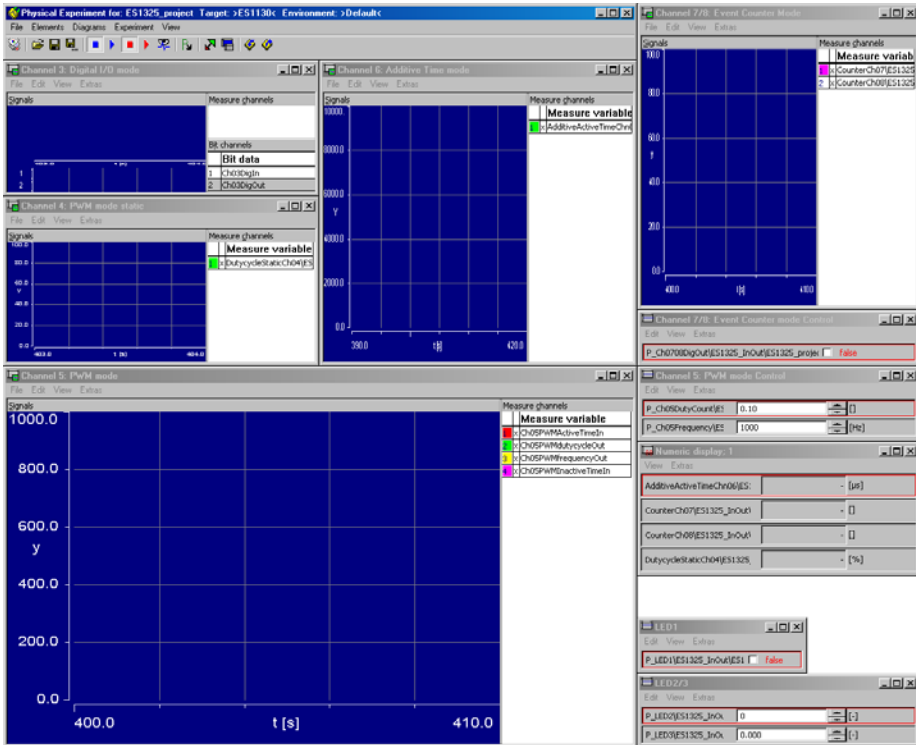 Physical Experiment for: ES1325_project Target: >ES1130< Environment: >Default<
File Elements Diagrams Experiment View
Channel 3: Digital I/O mode
File Edit View Extras
Signals
Measure channels
Bit channels
Bit data
1 Ch03DigIn
2 Ch03DigOut
1
2
t [s]
Channel 4: PWM mode static
File Edit View Extras
Signals
Measure channels
Measure variable
1 x DutycycleStaticCh04\ES
100.0
80.0
60.0
40.0
20.0
0.0
Y
403.0 t [s] 404.0
Channel 6: Additive Time mode
File Edit View Extras
Signals
Measure channels
Measure variable
x AdditiveActiveTimeChn
10000.
6000.0
Y
4000.0
2000.0
0.0
390.0 t [s] 420.0
Channel 5: PWM mode
File Edit View Extras
Signals
Measure channels
Measure variable
x Ch05PWMActiveTimeIn
2 x Ch05PWMdutycycleOut
3 x Ch05PWMfrequencyOut
4 x Ch05PWMInactiveTimeIn
1000.0
800.0
600.0
y
400.0
200.0
0.0
400.0 t [s] 410.0
Channel 7/8: Event Counter Mode
File Edit View Extras
Signals
Measure channels
Measure variab
1 x CounterCh07\ES1325
2 x CounterCh08\ES1325
100.0
80.0
60.0
Y
40.0
20.0
0.0
400.0 t [s] 410.0
Channel 7/8: Event Counter mode Control
Edit View Extras
P_Ch0708DigOut\ES1325_InOut\ES1325_projec false
Channel 5: PWM mode Control
Edit View Extras
P_Ch05DutyCount\ES 0.10 []
P_Ch05Frequency\ES 1000 [Hz]
Numeric display: 1
View Extras
AdditiveActiveTimeChn06\ES: - [µs]
CounterCh07\ES1325_InOut\ - []
CounterCh08\ES1325_InOut\ - []
DutycycleStaticCh04\ES1325_ - [%]
LED1
Edit View Extras
P_LED1\ES1325_InOut\ES1 false
LED2/3
Edit View Extras
P_LED2\ES1325_InOu 0 [-]
P_LED3\ES1325_InOu 0.000 [-]